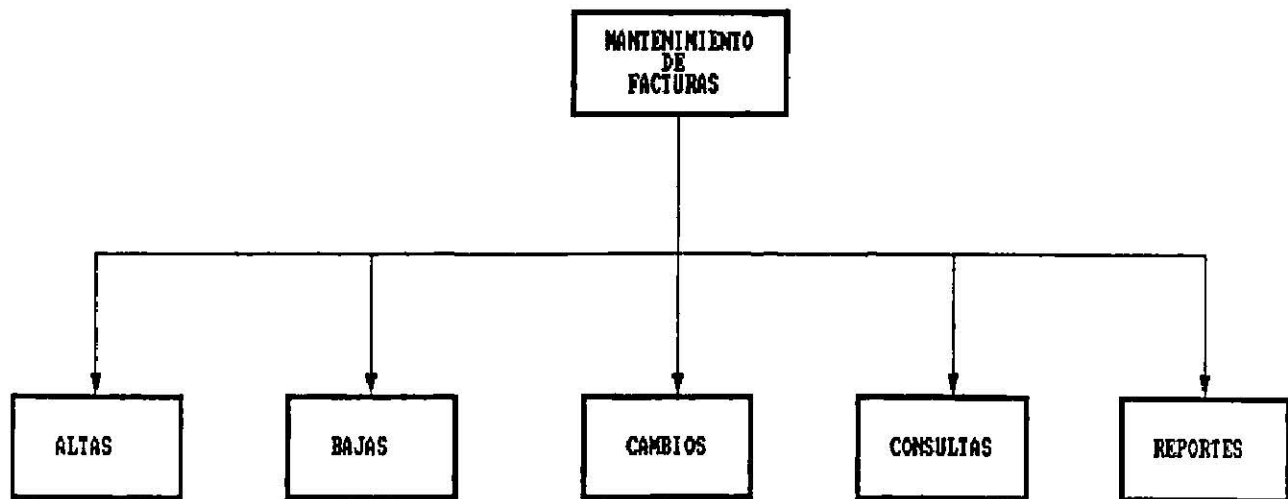 MANTENIMIENTO
DE
FACTURAS
ALTAS
BAJAS
CAMBIOS
CONSULTAS
REPORTES